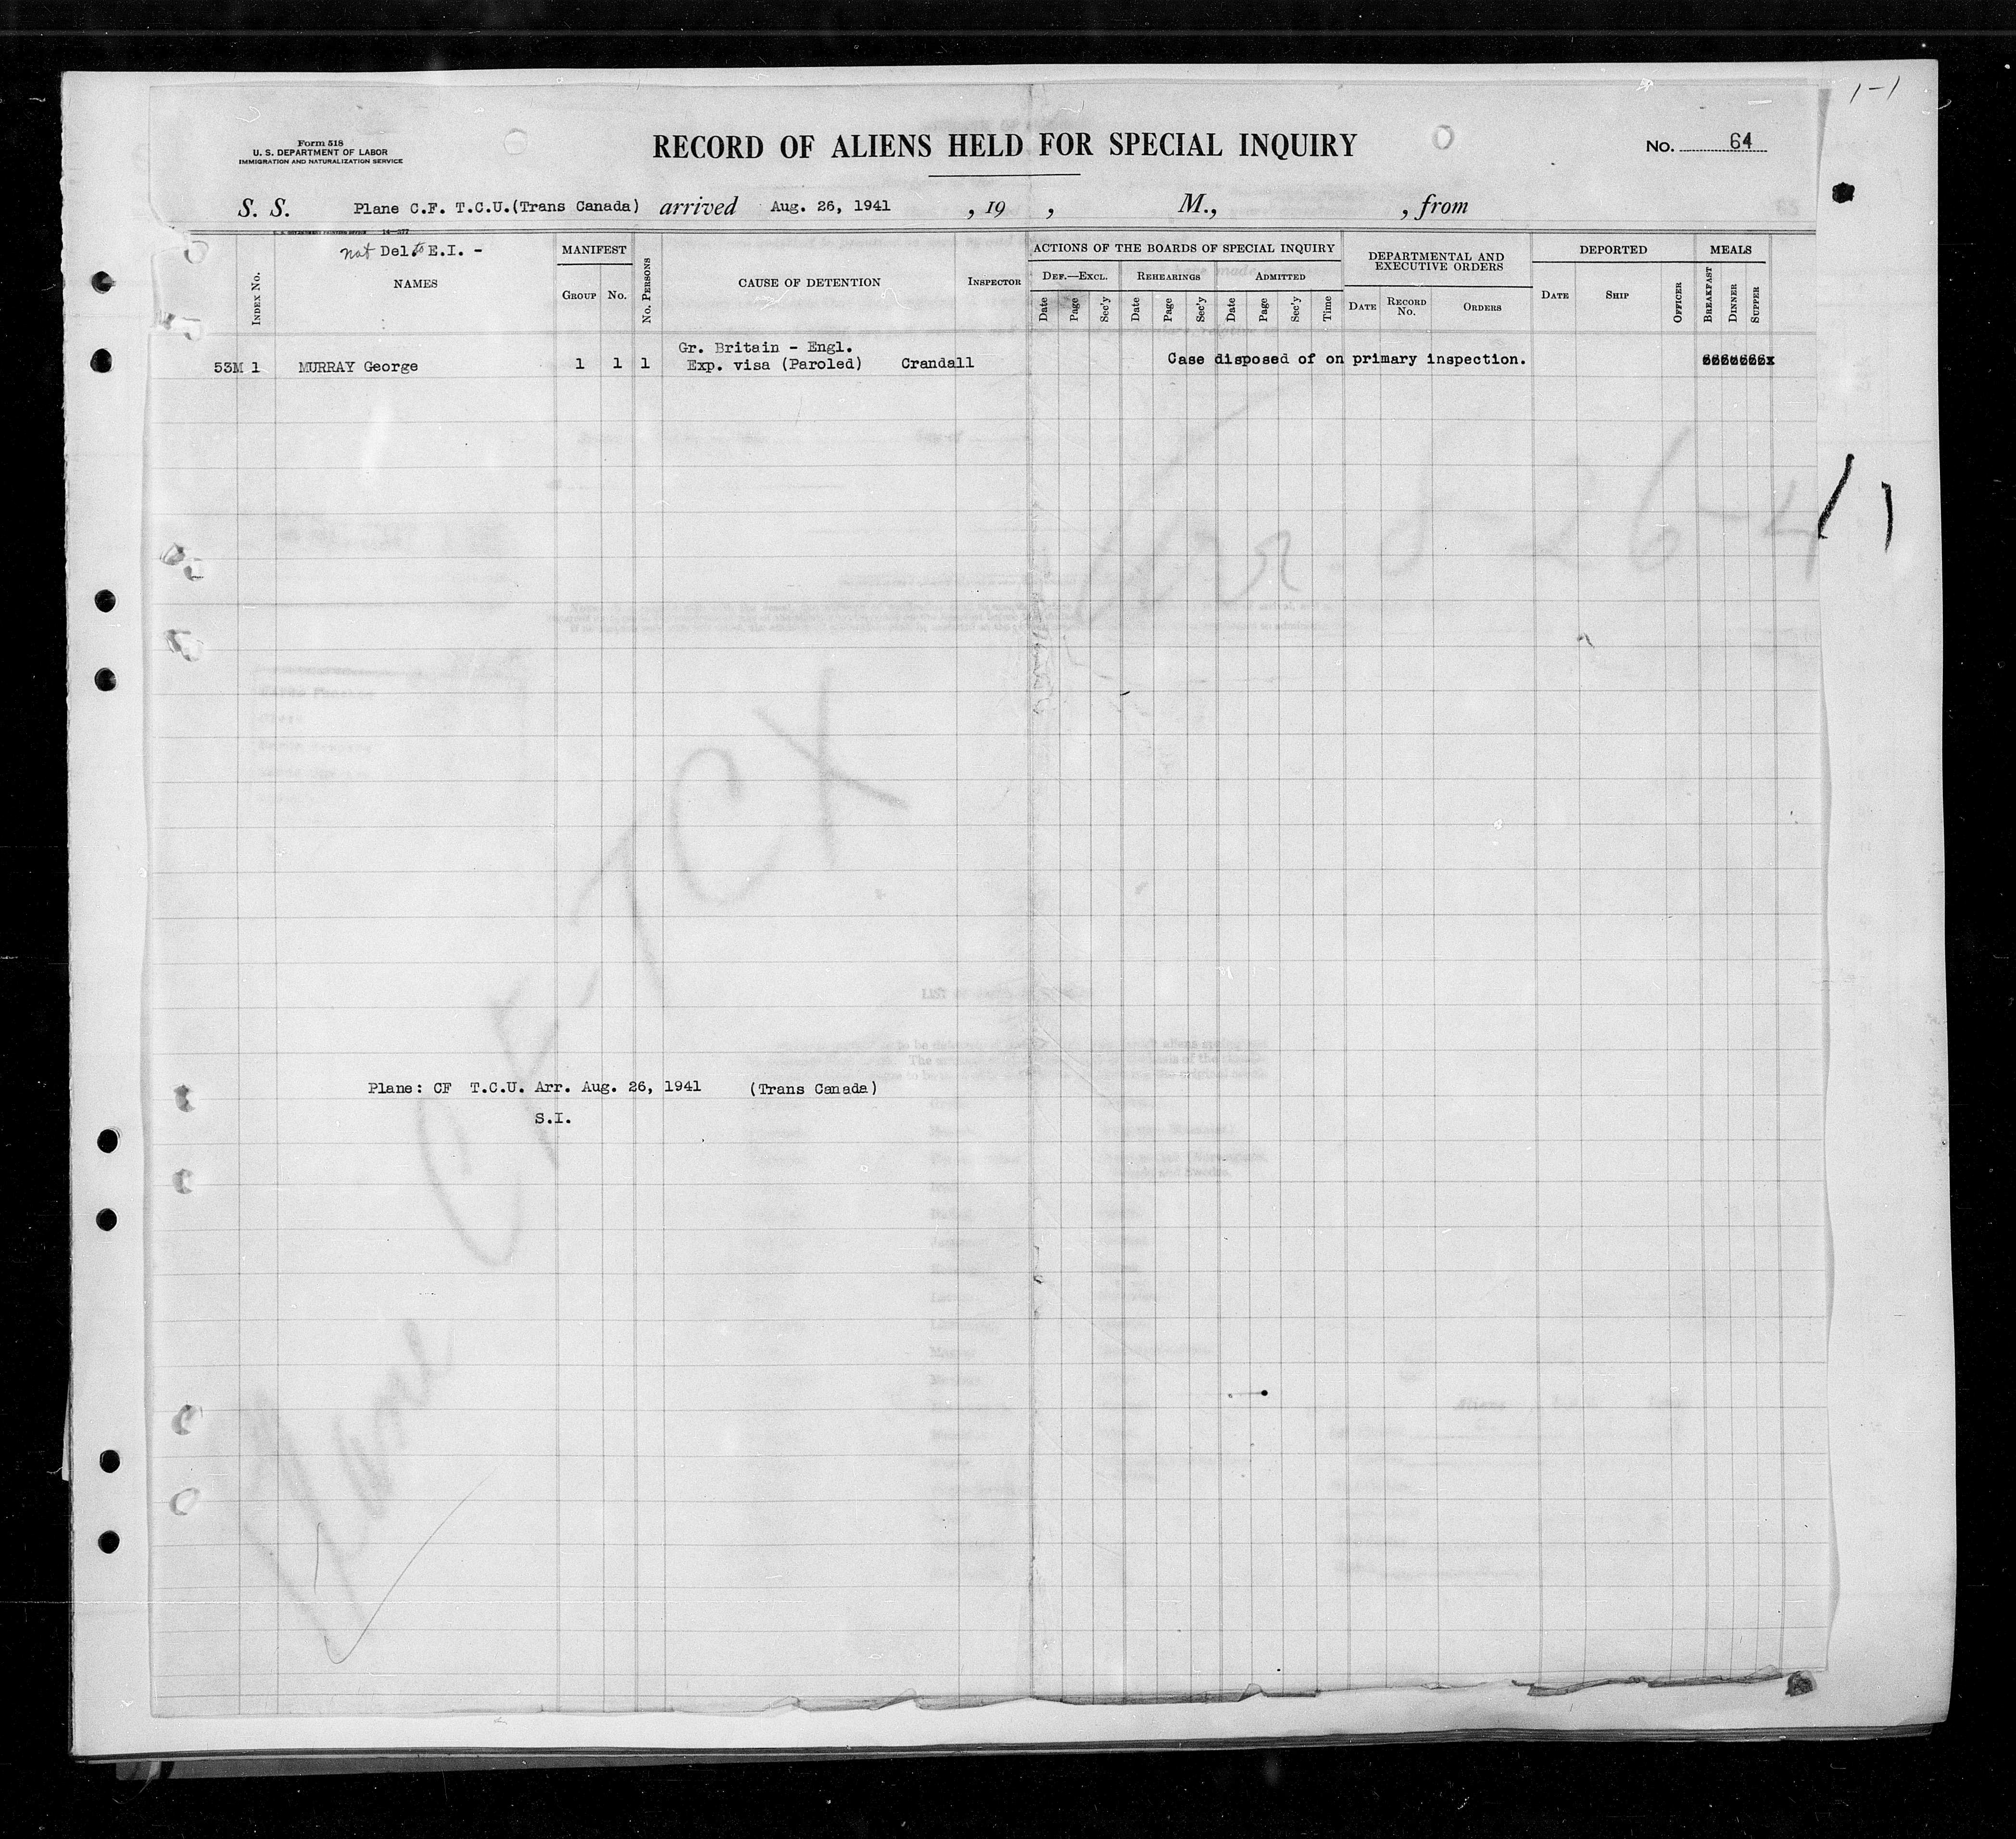 1-1
Form 518
U. S. DEPARTMENT OF LABOR
IMMIGRATION AND NATURALIZATION SERVICE
RECORD OF ALIENS HELD FOR SPECIAL INQUIRY
No. 64
S. S. Plane C.F. T.C.U.(Trans Canada) arrived Aug. 26, 1941 , 19 , M., , from
not Del. to E.I. -
INDEX No.
NAMES
MANIFEST
GROUP No.
No. PERSONS
CAUSE OF DETENTION
INSPECTOR
ACTIONS OF THE BOARDS OF SPECIAL INQUIRY
DEF.—EXCL. REHEARINGS ADMITTED
Date Page Sec'y Date Page Sec'y Date Page Sec'y Time
DEPARTMENTAL AND
EXECUTIVE ORDERS
DATE RECORD No. ORDERS
DEPORTED
DATE SHIP OFFICER
MEALS
BREAKFAST DINNER SUPPER
Gr. Britain - Engl.
53M 1 MURRAY George 1 1 1 Exp. visa (Paroled) Crandall Case disposed of on primary inspection.
Plane: CF T.C.U. Arr. Aug. 26, 1941 (Trans Canada)
S.I.